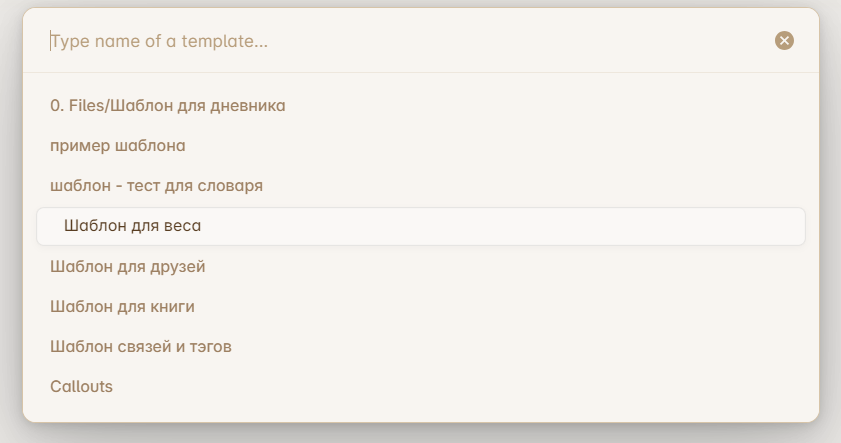 Type name of a template...
0. Files/Шаблон для дневника
пример шаблона
шаблон - тест для словаря
Шаблон для веса
Шаблон для друзей
Шаблон для книги
Шаблон связей и тэгов
Callouts